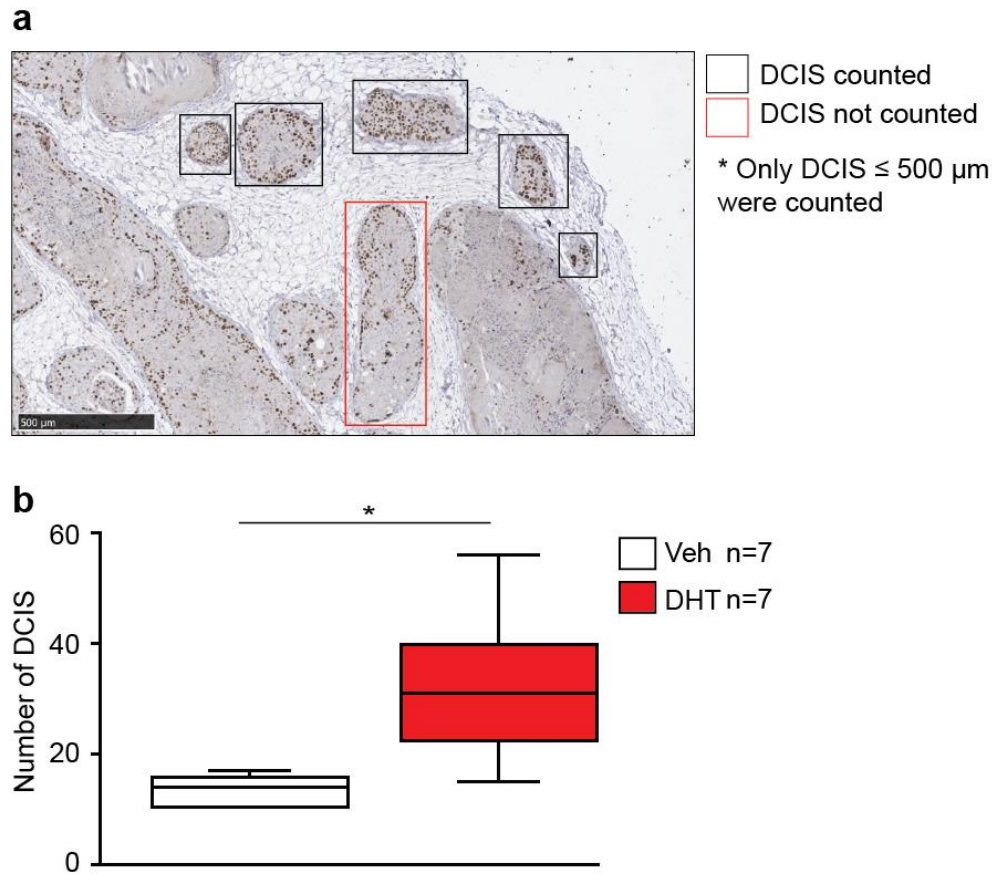 a
DCIS counted
DCIS not counted
* Only DCIS ≤ 500 µm
were counted
500 µm
b
*
60
40
20
0
Number of DCIS
Veh n=7
DHT n=7